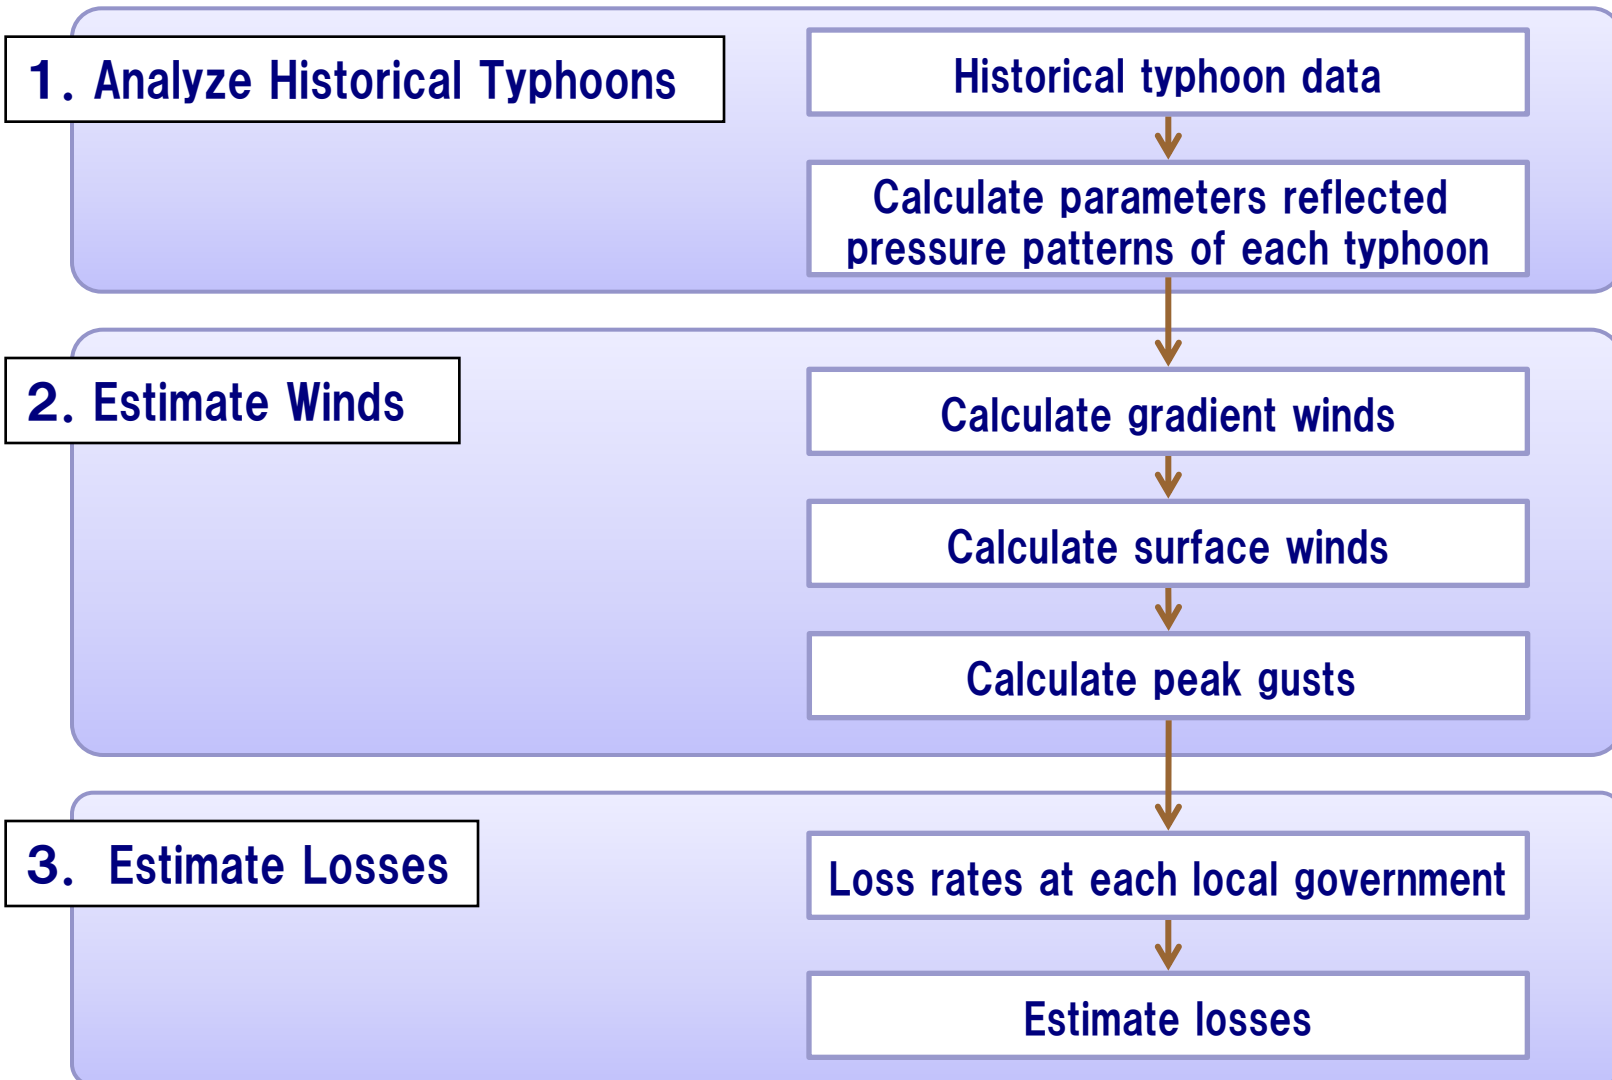 1. Analyze Historical Typhoons
Historical typhoon data
Calculate parameters reflected
pressure patterns of each typhoon
2. Estimate Winds
Calculate gradient winds
Calculate surface winds
Calculate peak gusts
3. Estimate Losses
Loss rates at each local government
Estimate losses